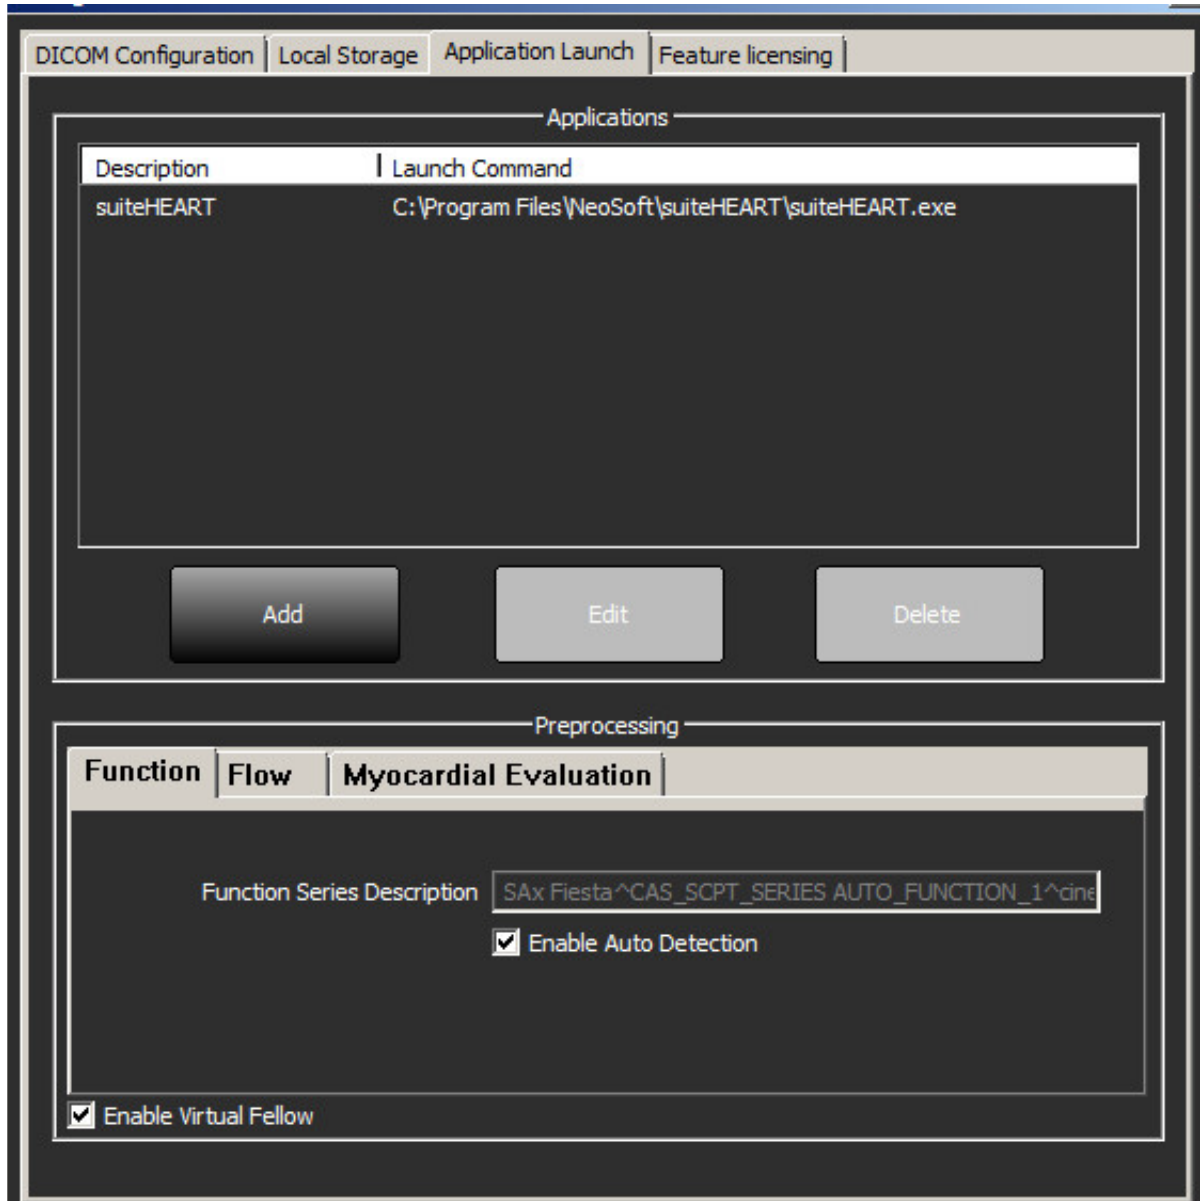 DICOM Configuration Local Storage Application Launch Feature licensing
Applications
Description Launch Command
suiteHEART C:\Program Files\NeoSoft\suiteHEART\suiteHEART.exe
Add Edit Delete
Preprocessing
Function Flow Myocardial Evaluation
Function Series Description SAx Fiesta^CAS_SCPT_SERIES AUTO_FUNCTION_1^cine
Enable Auto Detection
Enable Virtual Fellow